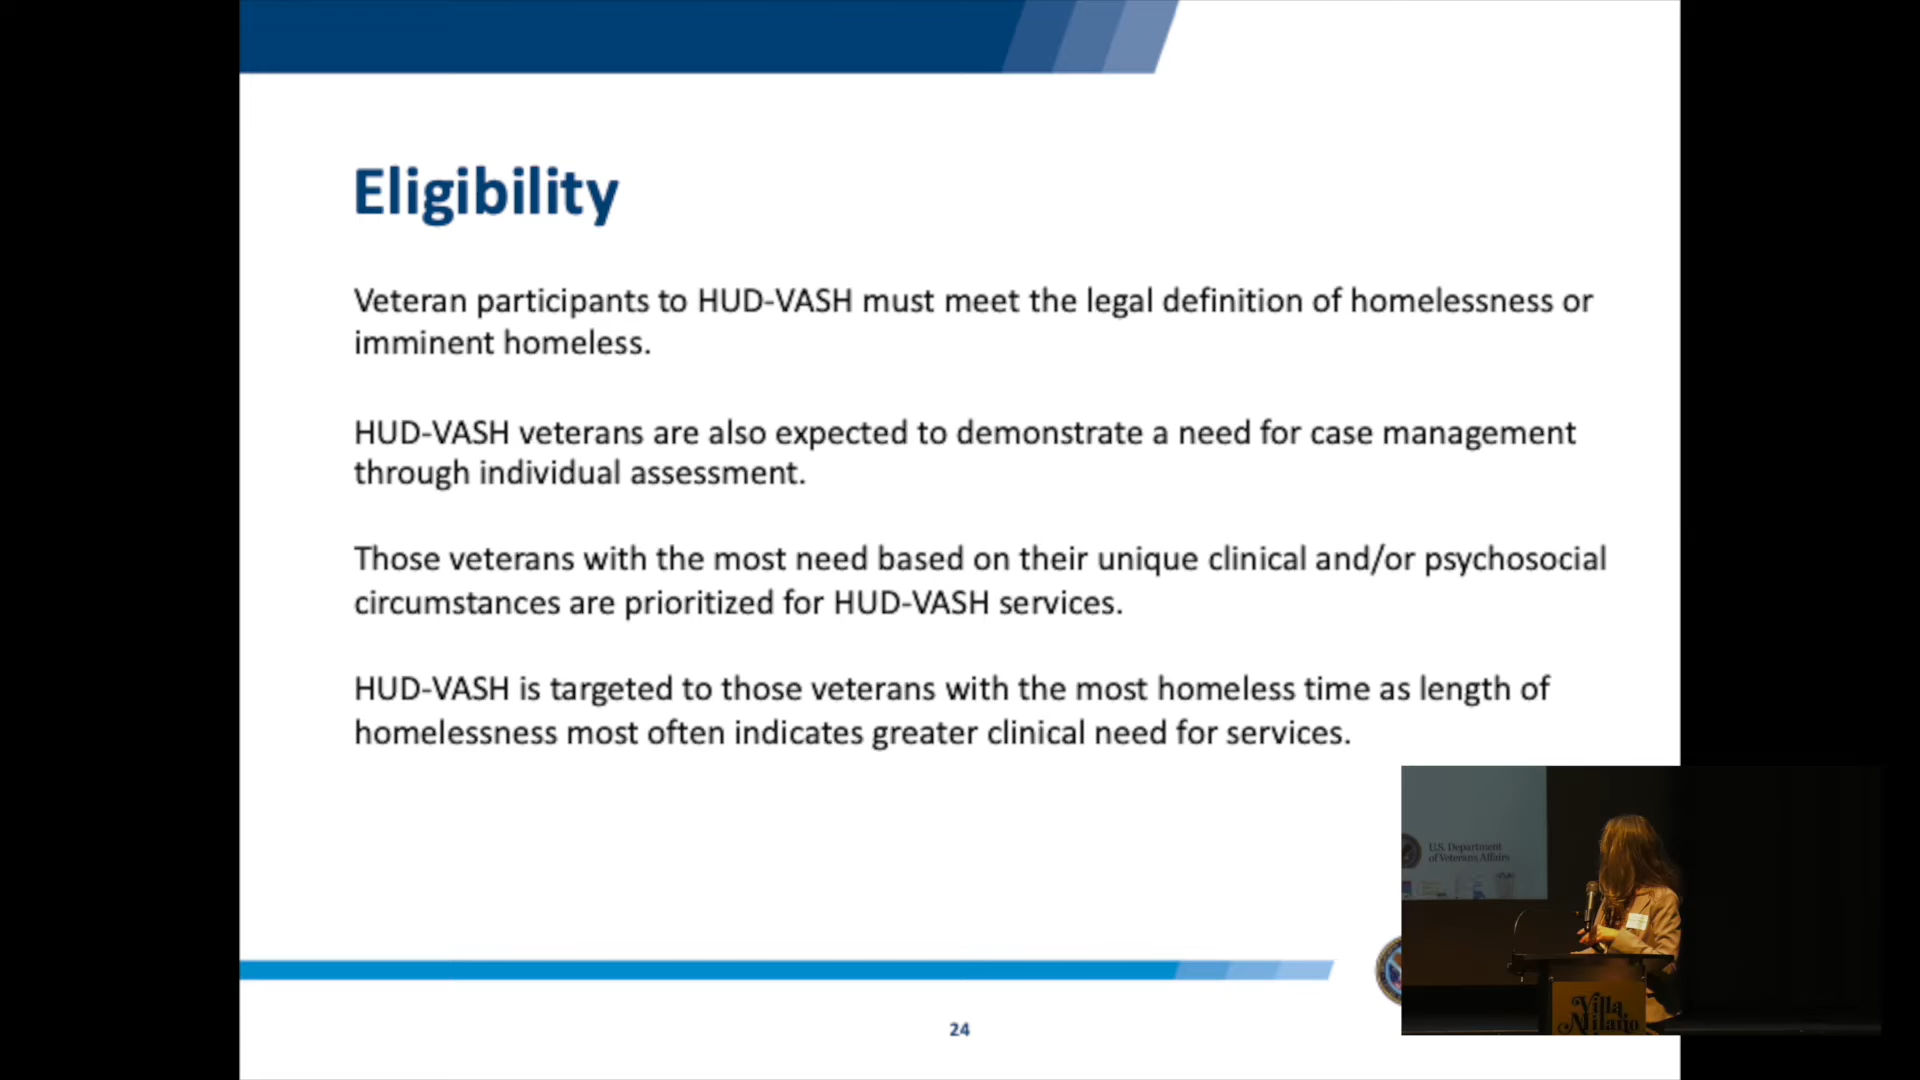 Eligibility
Veteran participants to HUD-VASH must meet the legal definition of homelessness or
imminent homeless.
HUD-VASH veterans are also expected to demonstrate a need for case management
through individual assessment.
Those veterans with the most need based on their unique clinical and/or psychosocial
circumstances are prioritized for HUD-VASH services.
HUD-VASH is targeted to those veterans with the most homeless time as length of
homelessness most often indicates greater clinical need for services.
U.S. Department
of Veterans Affairs
Villa
Milano
24